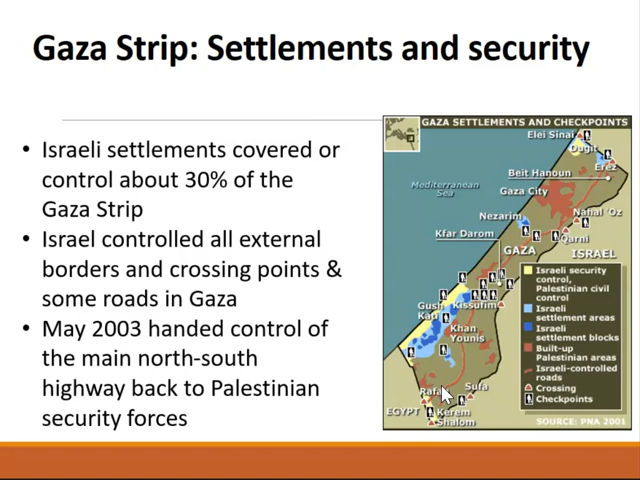 Gaza Strip: Settlements and security
• Israeli settlements covered or
control about 30% of the
Gaza Strip
• Israel controlled all external
borders and crossing points &
some roads in Gaza
• May 2003 handed control of
the main north-south
highway back to Palestinian
security forces
GAZA SETTLEMENTS AND CHECKPOINTS
Elei Sinai
Dugit
Erez
Beit Hanoun
Mediterranean
Sea
Gaza City
Nezarim
Nahal Oz
Kfar Darom
Qarni
GAZA
ISRAEL
Gush
Katif
Kissufim
Khan
Younis
Rafah
Sufa
EGYPT
Kerem
Shalom
Israeli security
control, Palestinian civil
control
Israeli
settlement areas
Israeli
settlement blocks
Built-up
Palestinian areas
Israeli-controlled
roads
Crossing
Checkpoints
SOURCE: PNA 2001